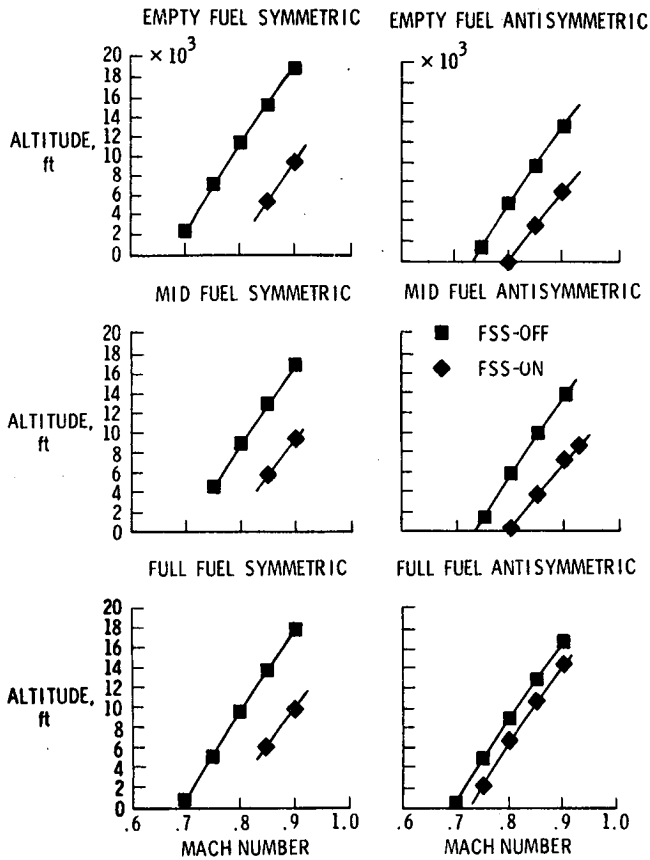 EMPTY FUEL SYMMETRIC
EMPTY FUEL ANTISYMMETRIC
20
× 10³
18
16
14
12
10
8
6
4
2
0
ALTITUDE,
ft
× 10³
MID FUEL SYMMETRIC
MID FUEL ANTISYMMETRIC
20
18
16
14
12
10
8
6
4
2
0
ALTITUDE,
ft
FSS-OFF
FSS-ON
FULL FUEL SYMMETRIC
FULL FUEL ANTISYMMETRIC
20
18
16
14
12
10
8
6
4
2
0
ALTITUDE,
ft
.6 .7 .8 .9 1.0
MACH NUMBER
.6 .7 .8 .9 1.0
MACH NUMBER